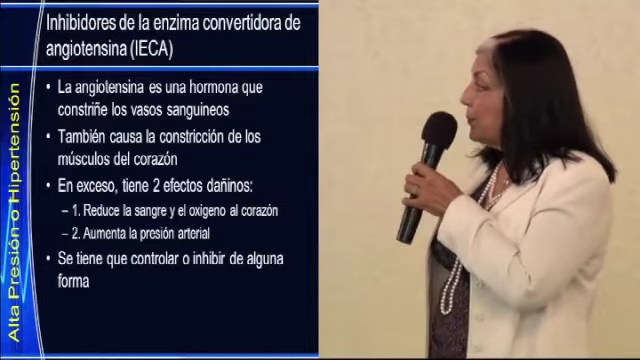 Inhibidores de la enzima convertidora de
angiotensina (IECA)
Alta Presión o Hipertensión
• La angiotensina es una hormona que
constriñe los vasos sanguineos
• También causa la constricción de los
músculos del corazón
• En exceso, tiene 2 efectos dañinos:
– 1. Reduce la sangre y el oxigeno al corazón
– 2. Aumenta la presión arterial
• Se tiene que controlar o inhibir de alguna
forma